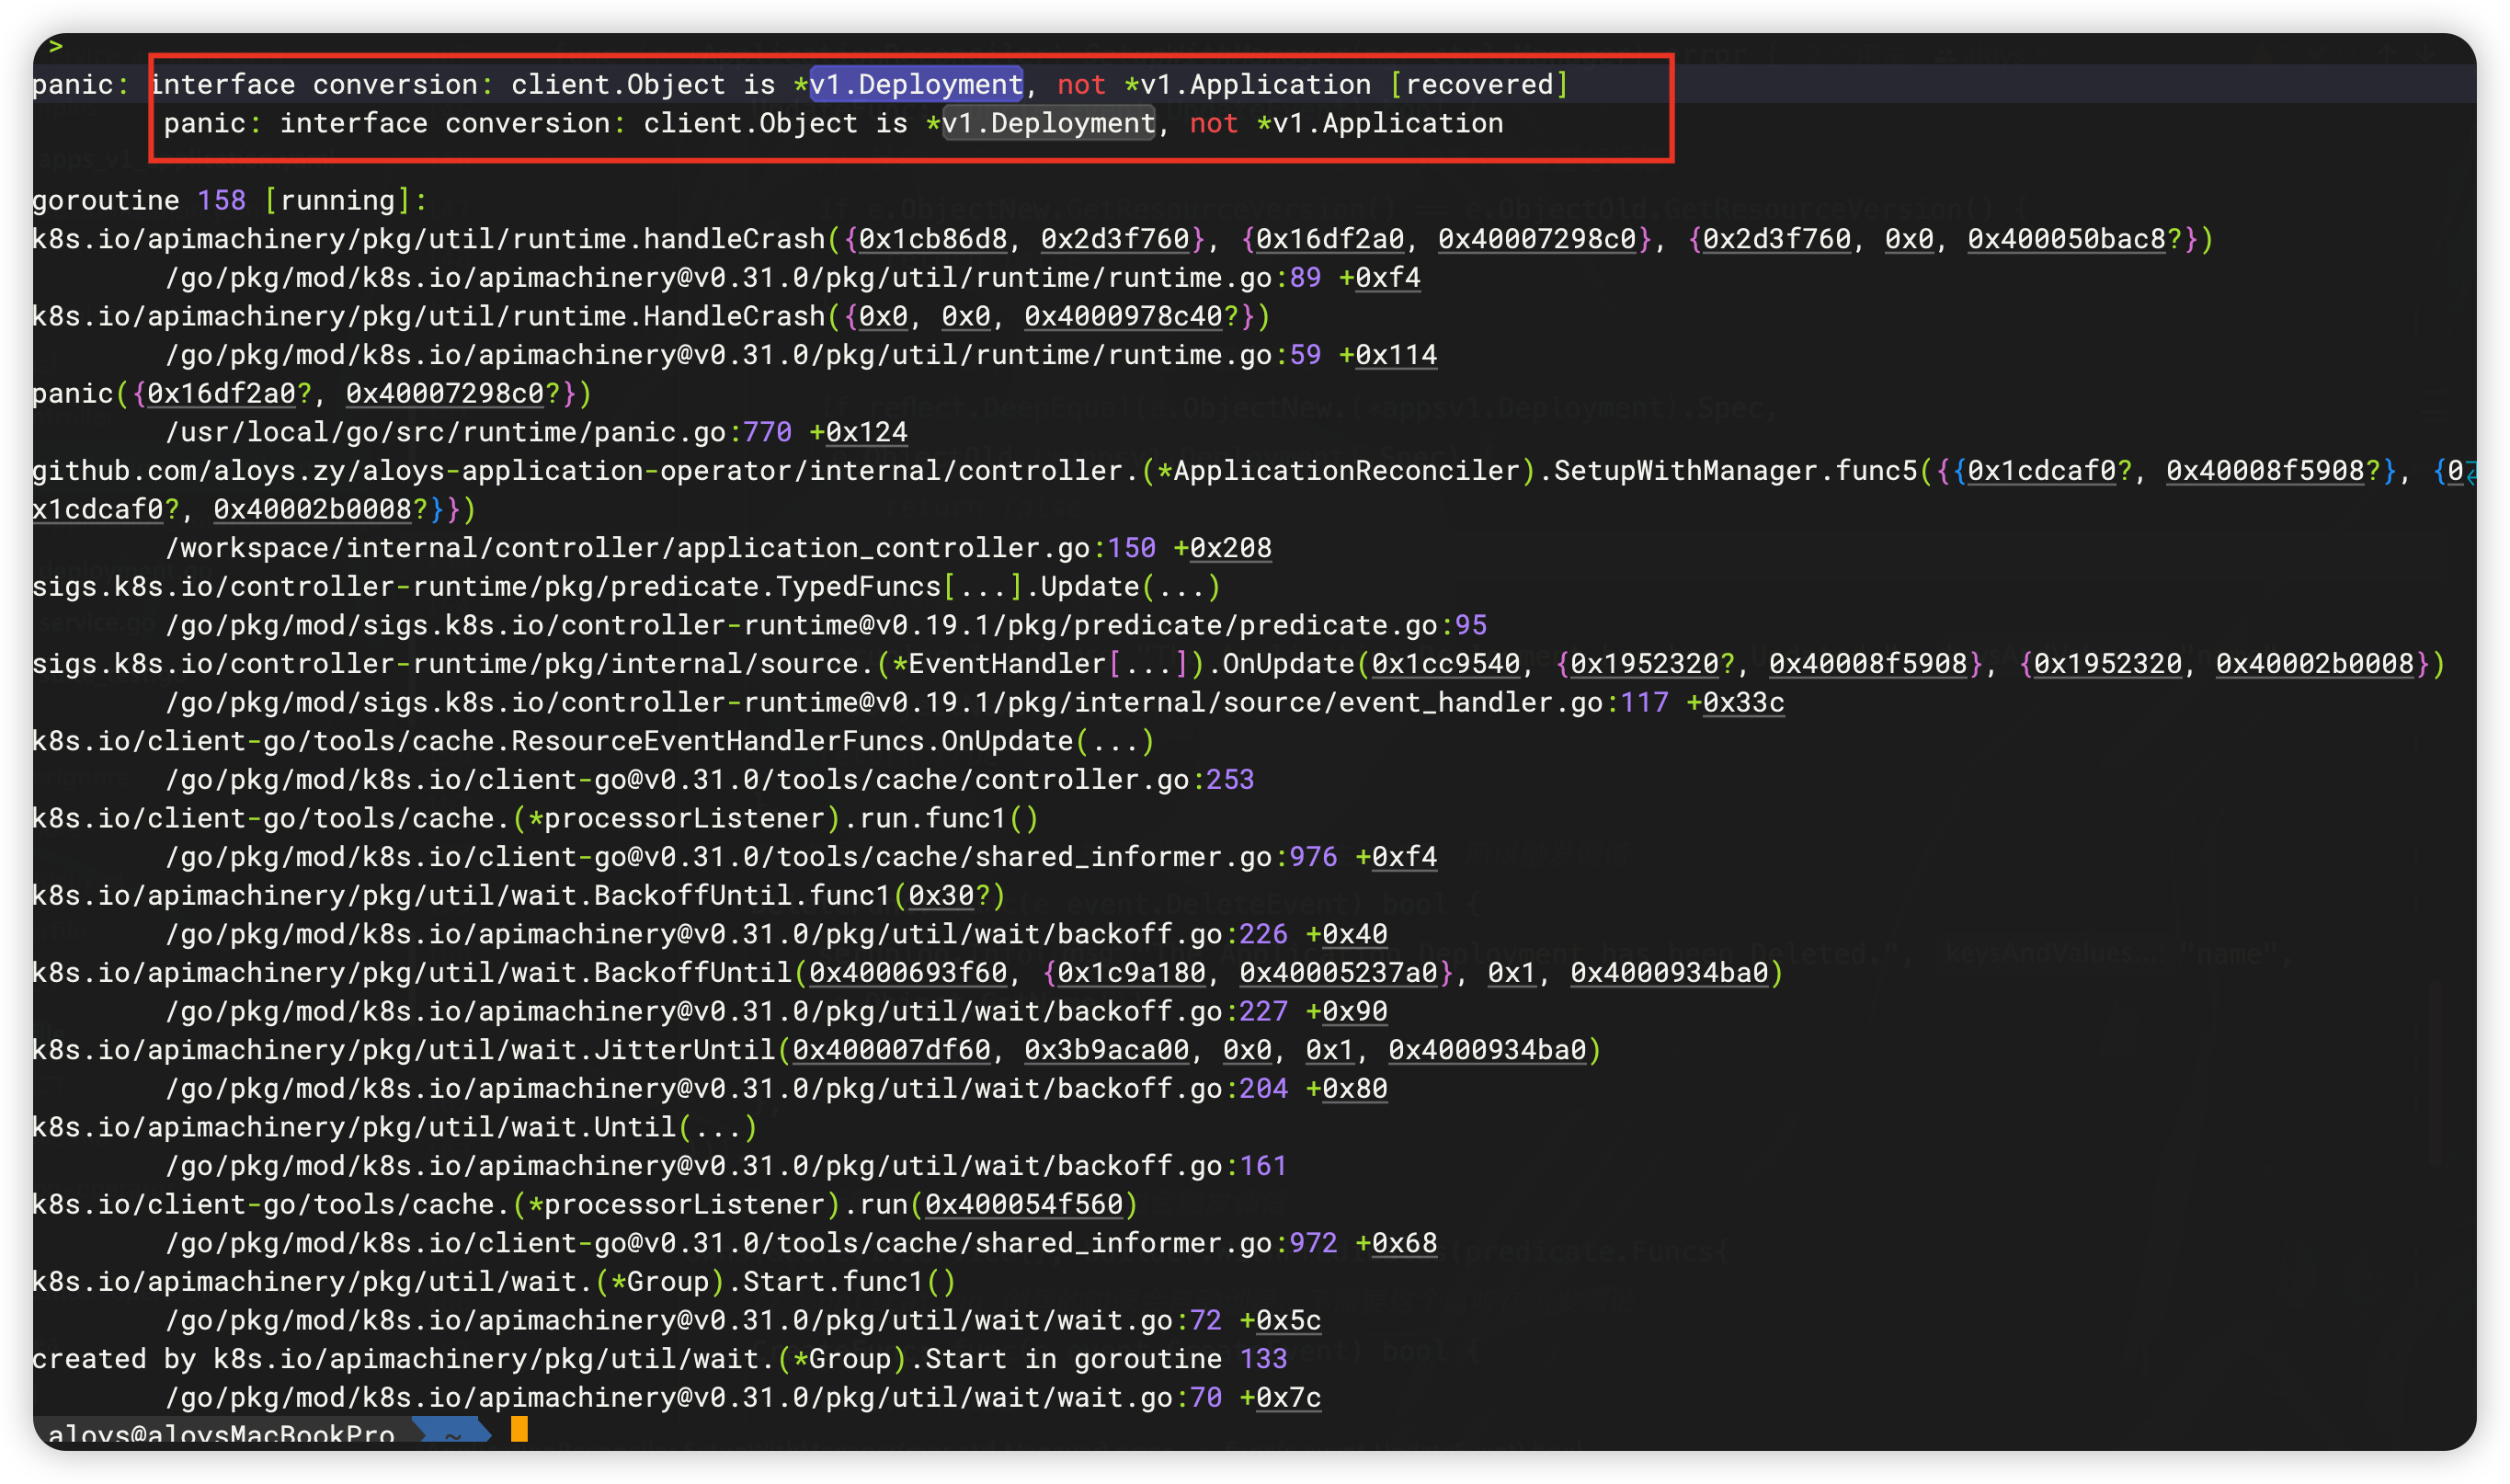 >
panic: interface conversion: client.Object is *v1.Deployment, not *v1.Application [recovered]
panic: interface conversion: client.Object is *v1.Deployment, not *v1.Application
goroutine 158 [running]:
k8s.io/apimachinery/pkg/util/runtime.handleCrash({0x1cb86d8, 0x2d3f760}, {0x16df2a0, 0x40007298c0}, {0x2d3f760, 0x0, 0x400050bac8?})
/go/pkg/mod/k8s.io/apimachinery@v0.31.0/pkg/util/runtime/runtime.go:89 +0xf4
k8s.io/apimachinery/pkg/util/runtime.HandleCrash({0x0, 0x0, 0x4000978c40?})
/go/pkg/mod/k8s.io/apimachinery@v0.31.0/pkg/util/runtime/runtime.go:59 +0x114
panic({0x16df2a0?, 0x40007298c0?})
/usr/local/go/src/runtime/panic.go:770 +0x124
github.com/aloys.zy/aloys-application-operator/internal/controller.(*ApplicationReconciler).SetupWithManager.func5({{0x1cdcaf0?, 0x40008f5908?}, {0
x1cdcaf0?, 0x40002b0008?}})
/workspace/internal/controller/application_controller.go:150 +0x208
sigs.k8s.io/controller-runtime/pkg/predicate.TypedFuncs[...].Update(...)
/go/pkg/mod/sigs.k8s.io/controller-runtime@v0.19.1/pkg/predicate/predicate.go:95
sigs.k8s.io/controller-runtime/pkg/internal/source.(*EventHandler[...]).OnUpdate(0x1cc9540, {0x1952320?, 0x40008f5908}, {0x1952320, 0x40002b0008})
/go/pkg/mod/sigs.k8s.io/controller-runtime@v0.19.1/pkg/internal/source/event_handler.go:117 +0x33c
k8s.io/client-go/tools/cache.ResourceEventHandlerFuncs.OnUpdate(...)
/go/pkg/mod/k8s.io/client-go@v0.31.0/tools/cache/controller.go:253
k8s.io/client-go/tools/cache.(*processorListener).run.func1()
/go/pkg/mod/k8s.io/client-go@v0.31.0/tools/cache/shared_informer.go:976 +0xf4
k8s.io/apimachinery/pkg/util/wait.BackoffUntil.func1(0x30?)
/go/pkg/mod/k8s.io/apimachinery@v0.31.0/pkg/util/wait/backoff.go:226 +0x40
k8s.io/apimachinery/pkg/util/wait.BackoffUntil(0x4000693f60, {0x1c9a180, 0x40005237a0}, 0x1, 0x4000934ba0)
/go/pkg/mod/k8s.io/apimachinery@v0.31.0/pkg/util/wait/backoff.go:227 +0x90
k8s.io/apimachinery/pkg/util/wait.JitterUntil(0x400007df60, 0x3b9aca00, 0x0, 0x1, 0x4000934ba0)
/go/pkg/mod/k8s.io/apimachinery@v0.31.0/pkg/util/wait/backoff.go:204 +0x80
k8s.io/apimachinery/pkg/util/wait.Until(...)
/go/pkg/mod/k8s.io/apimachinery@v0.31.0/pkg/util/wait/backoff.go:161
k8s.io/client-go/tools/cache.(*processorListener).run(0x400054f560)
/go/pkg/mod/k8s.io/client-go@v0.31.0/tools/cache/shared_informer.go:972 +0x68
k8s.io/apimachinery/pkg/util/wait.(*Group).Start.func1()
/go/pkg/mod/k8s.io/apimachinery@v0.31.0/pkg/util/wait/wait.go:72 +0x5c
created by k8s.io/apimachinery/pkg/util/wait.(*Group).Start in goroutine 133
/go/pkg/mod/k8s.io/apimachinery@v0.31.0/pkg/util/wait/wait.go:70 +0x7c
aloys@aloysMacBookPro ~